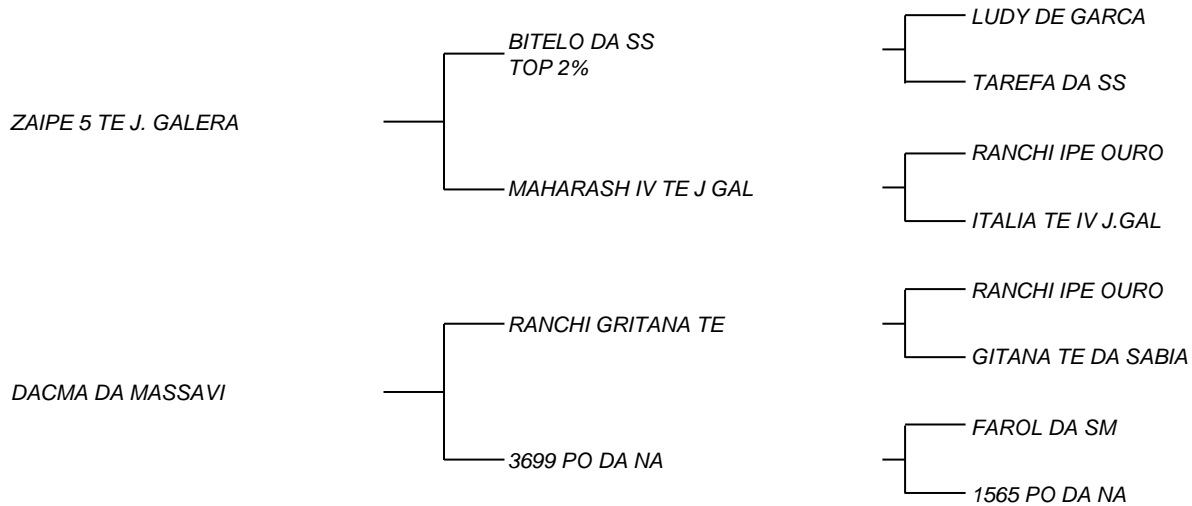 LUDY DE GARCA
BITELO DA SS
TOP 2%
TAREFA DA SS
ZAIPE 5 TE J. GALERA
RANCHI IPE OURO
MAHARASH IV TE J GAL
ITALIA TE IV J.GAL
RANCHI IPE OURO
RANCHI GRITANA TE
GITANA TE DA SABIA
DACMA DA MASSAVI
FAROL DA SM
3699 PO DA NA
1565 PO DA NA